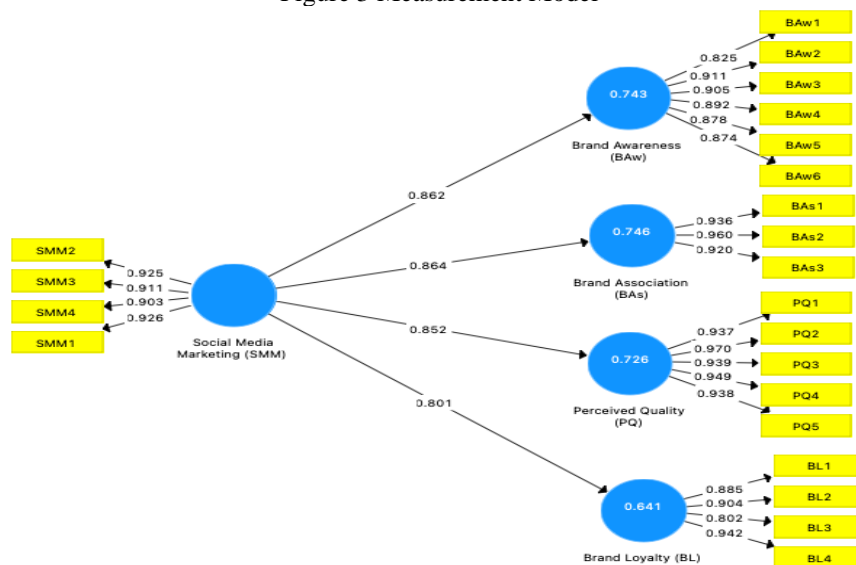 Figure 3 Measurement Model
BAw1
BAw2
BAw3
BAw4
BAw5
BAw6
0.825
0.911
0.905
0.892
0.878
0.874
0.743
Brand Awareness
(BAw)
0.862
BAs1
BAs2
BAs3
0.936
0.960
0.920
0.746
Brand Association
(BAs)
0.864
SMM2
SMM3
SMM4
SMM1
0.925
0.911
0.903
0.926
Social Media
Marketing (SMM)
0.852
PQ1
PQ2
PQ3
PQ4
PQ5
0.937
0.970
0.939
0.949
0.938
0.726
Perceived Quality
(PQ)
0.801
BL1
BL2
BL3
BL4
0.885
0.904
0.802
0.942
0.641
Brand Loyalty (BL)